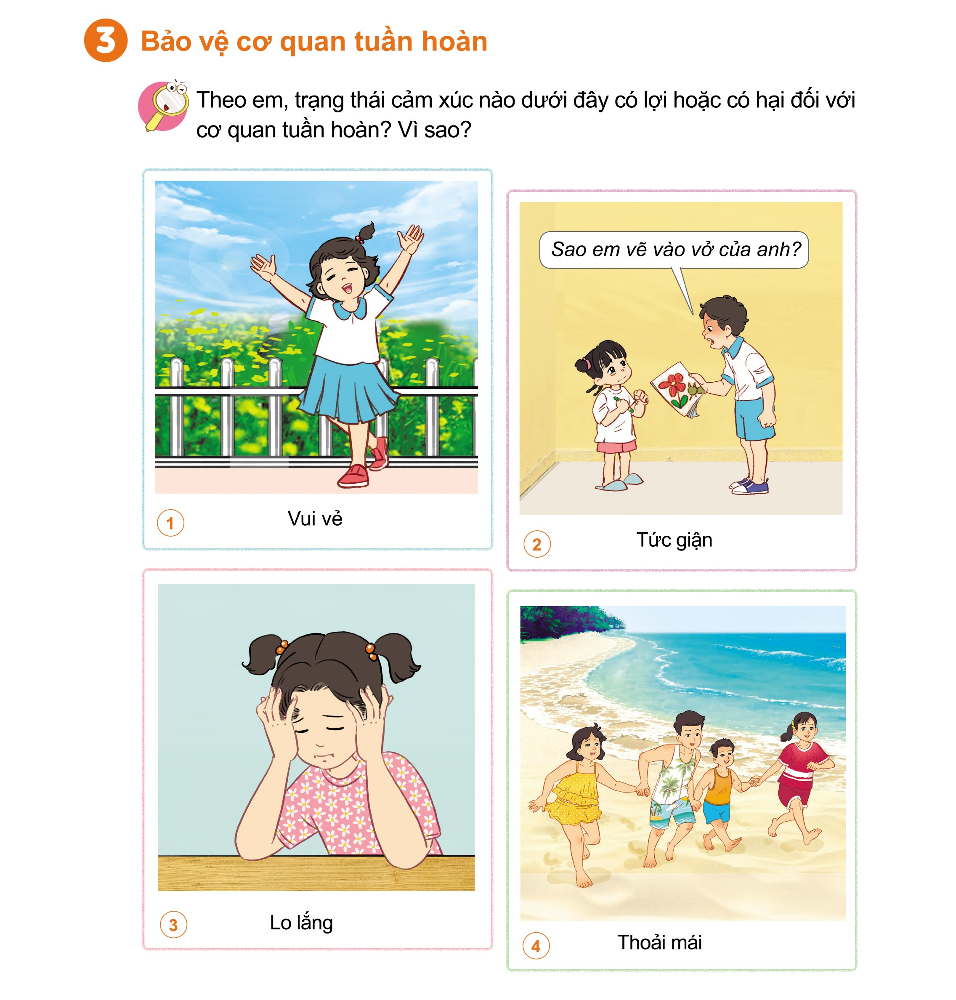 3 Bảo vệ cơ quan tuần hoàn
Theo em, trạng thái cảm xúc nào dưới đây có lợi hoặc có hại đối với
cơ quan tuần hoàn? Vì sao?
1 Vui vẻ
Sao em vẽ vào vở của anh?
2 Tức giận
3 Lo lắng
4 Thoải mái